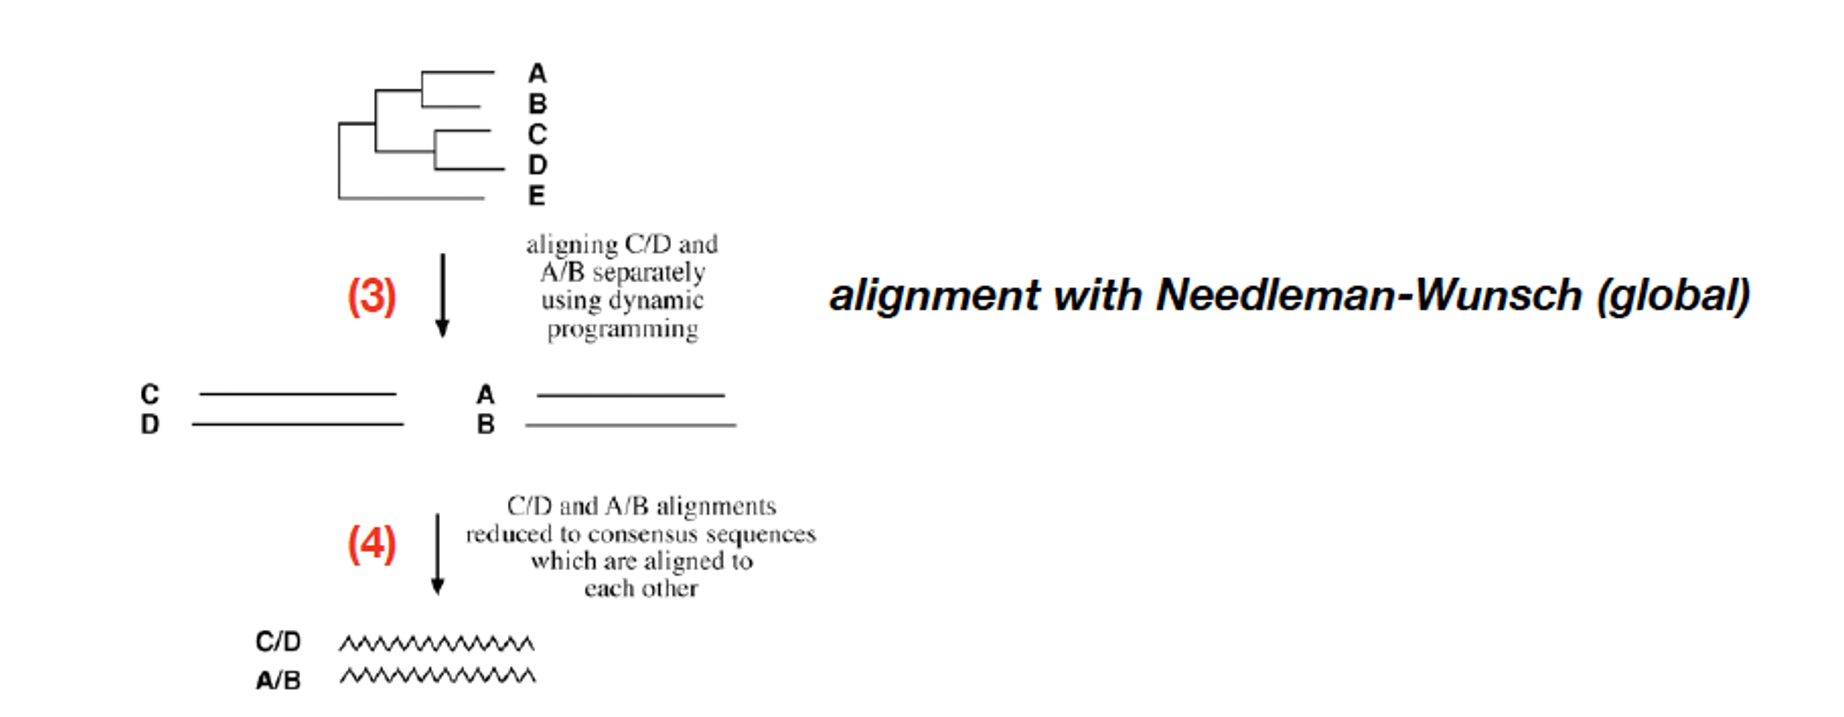 A
B
C
D
E
aligning C/D and
A/B separately
using dynamic
programming
(3)
alignment with Needleman-Wunsch (global)
C
D
A
B
C/D and A/B alignments
reduced to consensus sequences
which are aligned to
each other
(4)
C/D
A/B